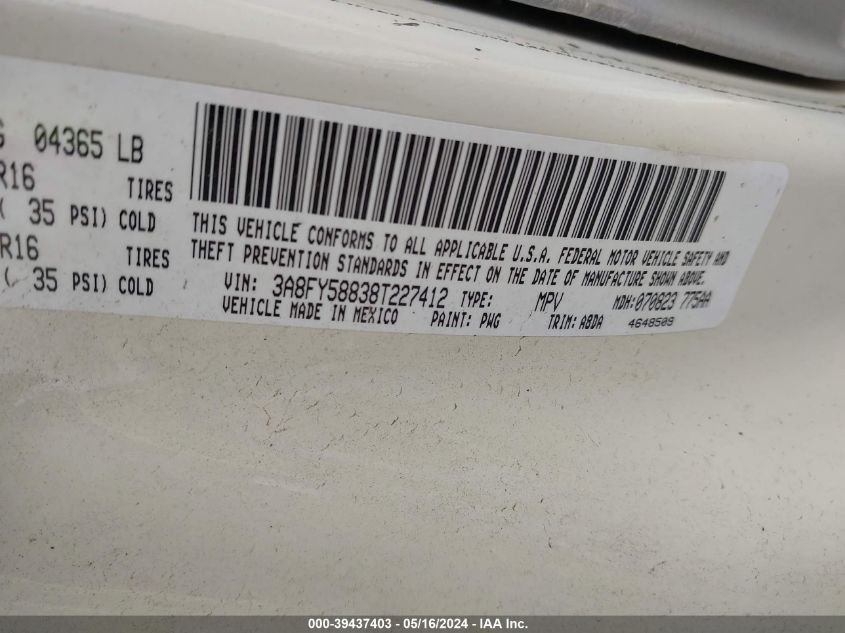 G 04365 LB
R16 TIRES
( 35 PSI) COLD
R16 TIRES
( 35 PSI) COLD
THIS VEHICLE CONFORMS TO ALL APPLICABLE U.S.A. FEDERAL MOTOR VEHICLE SAFETY AND
THEFT PREVENTION STANDARDS IN EFFECT ON THE DATE OF MANUFACTURE SHOWN ABOVE.
VIN: 3A8FY58838T227412 TYPE: MPV MDH: 070823 775AA
VEHICLE MADE IN MEXICO PAINT: PWG TRIM: A8DA 4648509
000-39437403 - 05/16/2024 - IAA Inc.